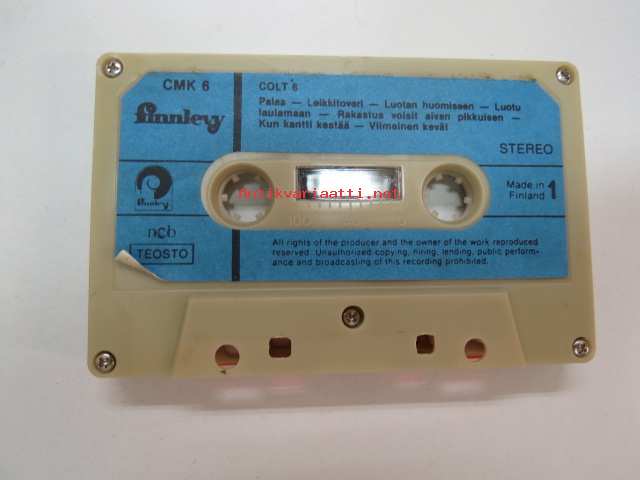 CMK 6
finnlevy
finnlevy
ncb
TEOSTO
COLT 6
Palaa — Leikkitoveri — Luotan huomiseen — Luotu
laulamaan — Rakastua voisit aivan pikkuisen —
Kun kantti kestää — Viimeinen kevät
STEREO
Made in
Finland 1
Antikvariaatti.net
100
All rights of the producer and the owner of the work reproduced
reserved. Unauthorized copying, hiring, lending, public perform-
ance and broadcasting of this recording prohibited.